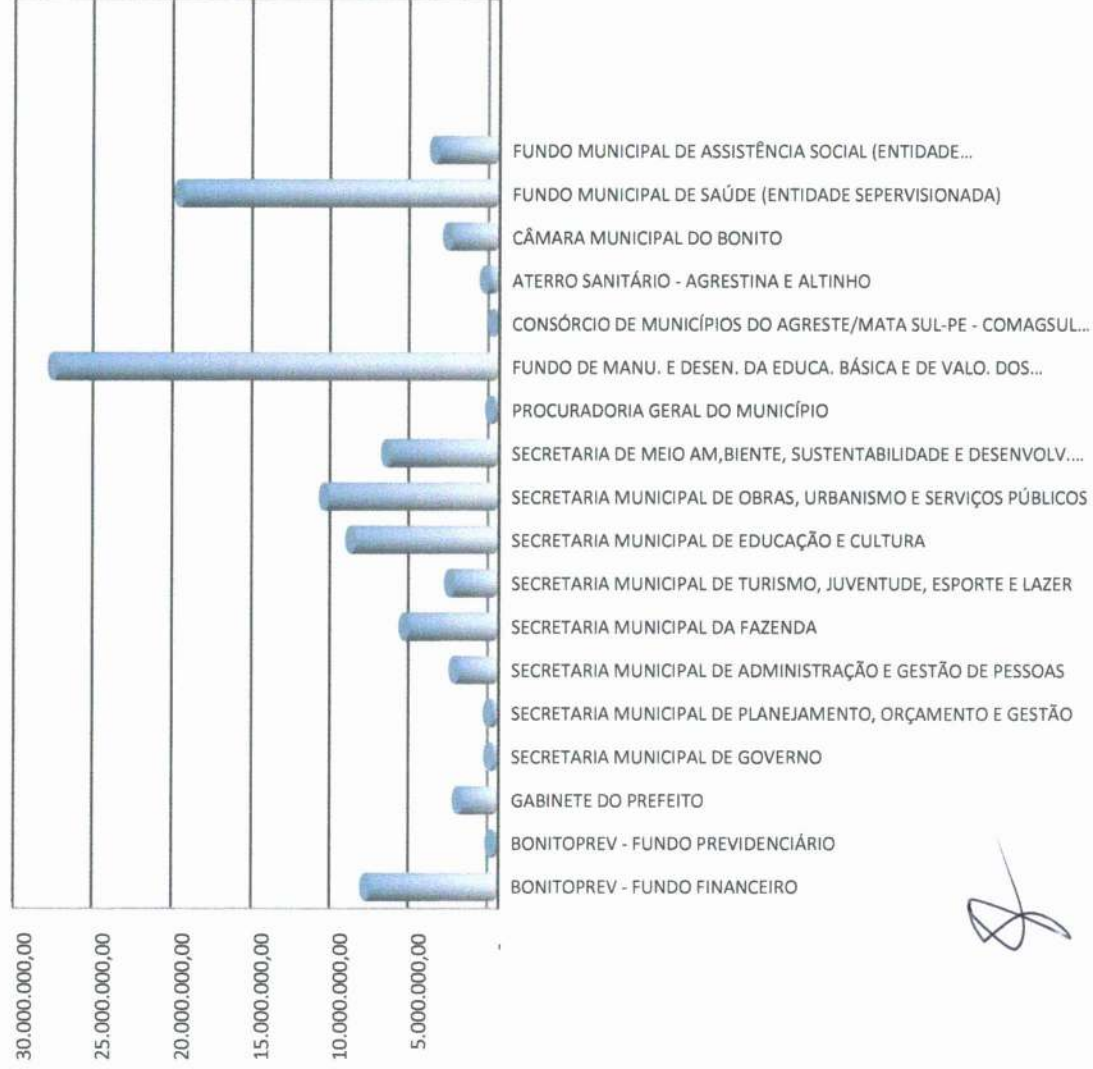 FUNDO MUNICIPAL DE ASSISTÊNCIA SOCIAL (ENTIDADE...
FUNDO MUNICIPAL DE SAÚDE (ENTIDADE SEPERVISIONADA)
CÂMARA MUNICIPAL DO BONITO
ATERRO SANITÁRIO - AGRESTINA E ALTINHO
CONSÓRCIO DE MUNICÍPIOS DO AGRESTE/MATA SUL-PE - COMAGSUL...
FUNDO DE MANU. E DESEN. DA EDUCA. BÁSICA E DE VALO. DOS...
PROCURADORIA GERAL DO MUNICÍPIO
SECRETARIA DE MEIO AM,BIENTE, SUSTENTABILIDADE E DESENVOLV....
SECRETARIA MUNICIPAL DE OBRAS, URBANISMO E SERVIÇOS PÚBLICOS
SECRETARIA MUNICIPAL DE EDUCAÇÃO E CULTURA
SECRETARIA MUNICIPAL DE TURISMO, JUVENTUDE, ESPORTE E LAZER
SECRETARIA MUNICIPAL DA FAZENDA
SECRETARIA MUNICIPAL DE ADMINISTRAÇÃO E GESTÃO DE PESSOAS
SECRETARIA MUNICIPAL DE PLANEJAMENTO, ORÇAMENTO E GESTÃO
SECRETARIA MUNICIPAL DE GOVERNO
GABINETE DO PREFEITO
BONITOPREV - FUNDO PREVIDENCIÁRIO
BONITOPREV - FUNDO FINANCEIRO
30.000.000,00
25.000.000,00
20.000.000,00
15.000.000,00
10.000.000,00
5.000.000,00
-